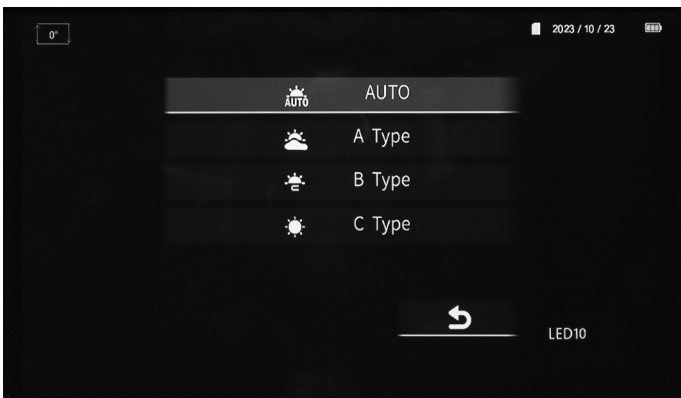 0°
2023 / 10 / 23
AUTO AUTO
A Type
B Type
C Type
LED10